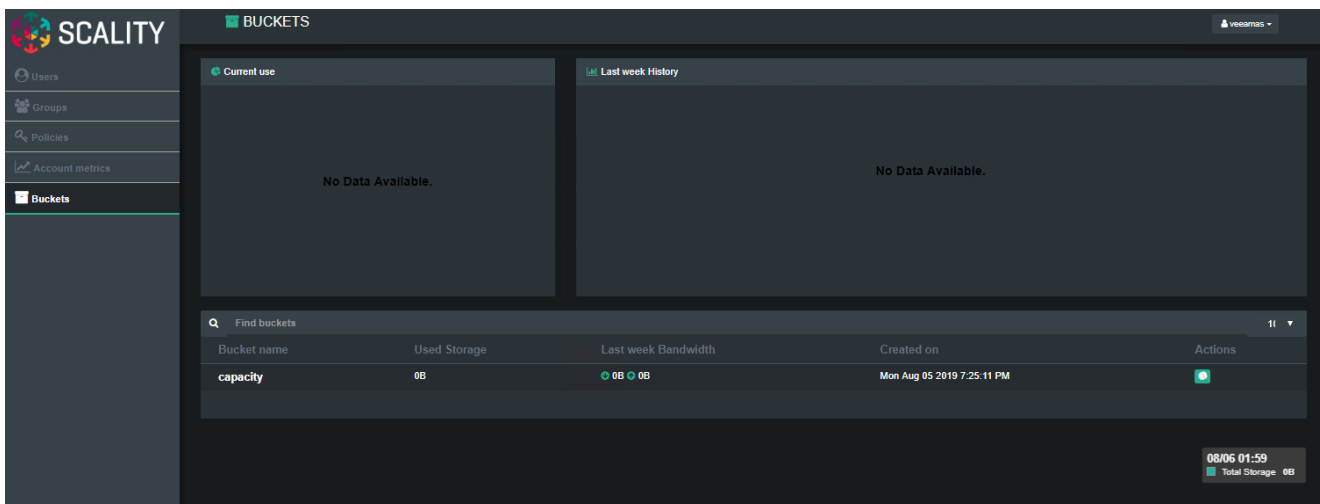 SCALITY
BUCKETS
veeamas
Users
Groups
Policies
Account metrics
Buckets
Current use
No Data Available.
Last week History
No Data Available.
Find buckets
Bucket name Used Storage Last week Bandwidth Created on Actions
capacity 0B 0B 0B Mon Aug 05 2019 7:25:11 PM
08/06 01:59
Total Storage 0B